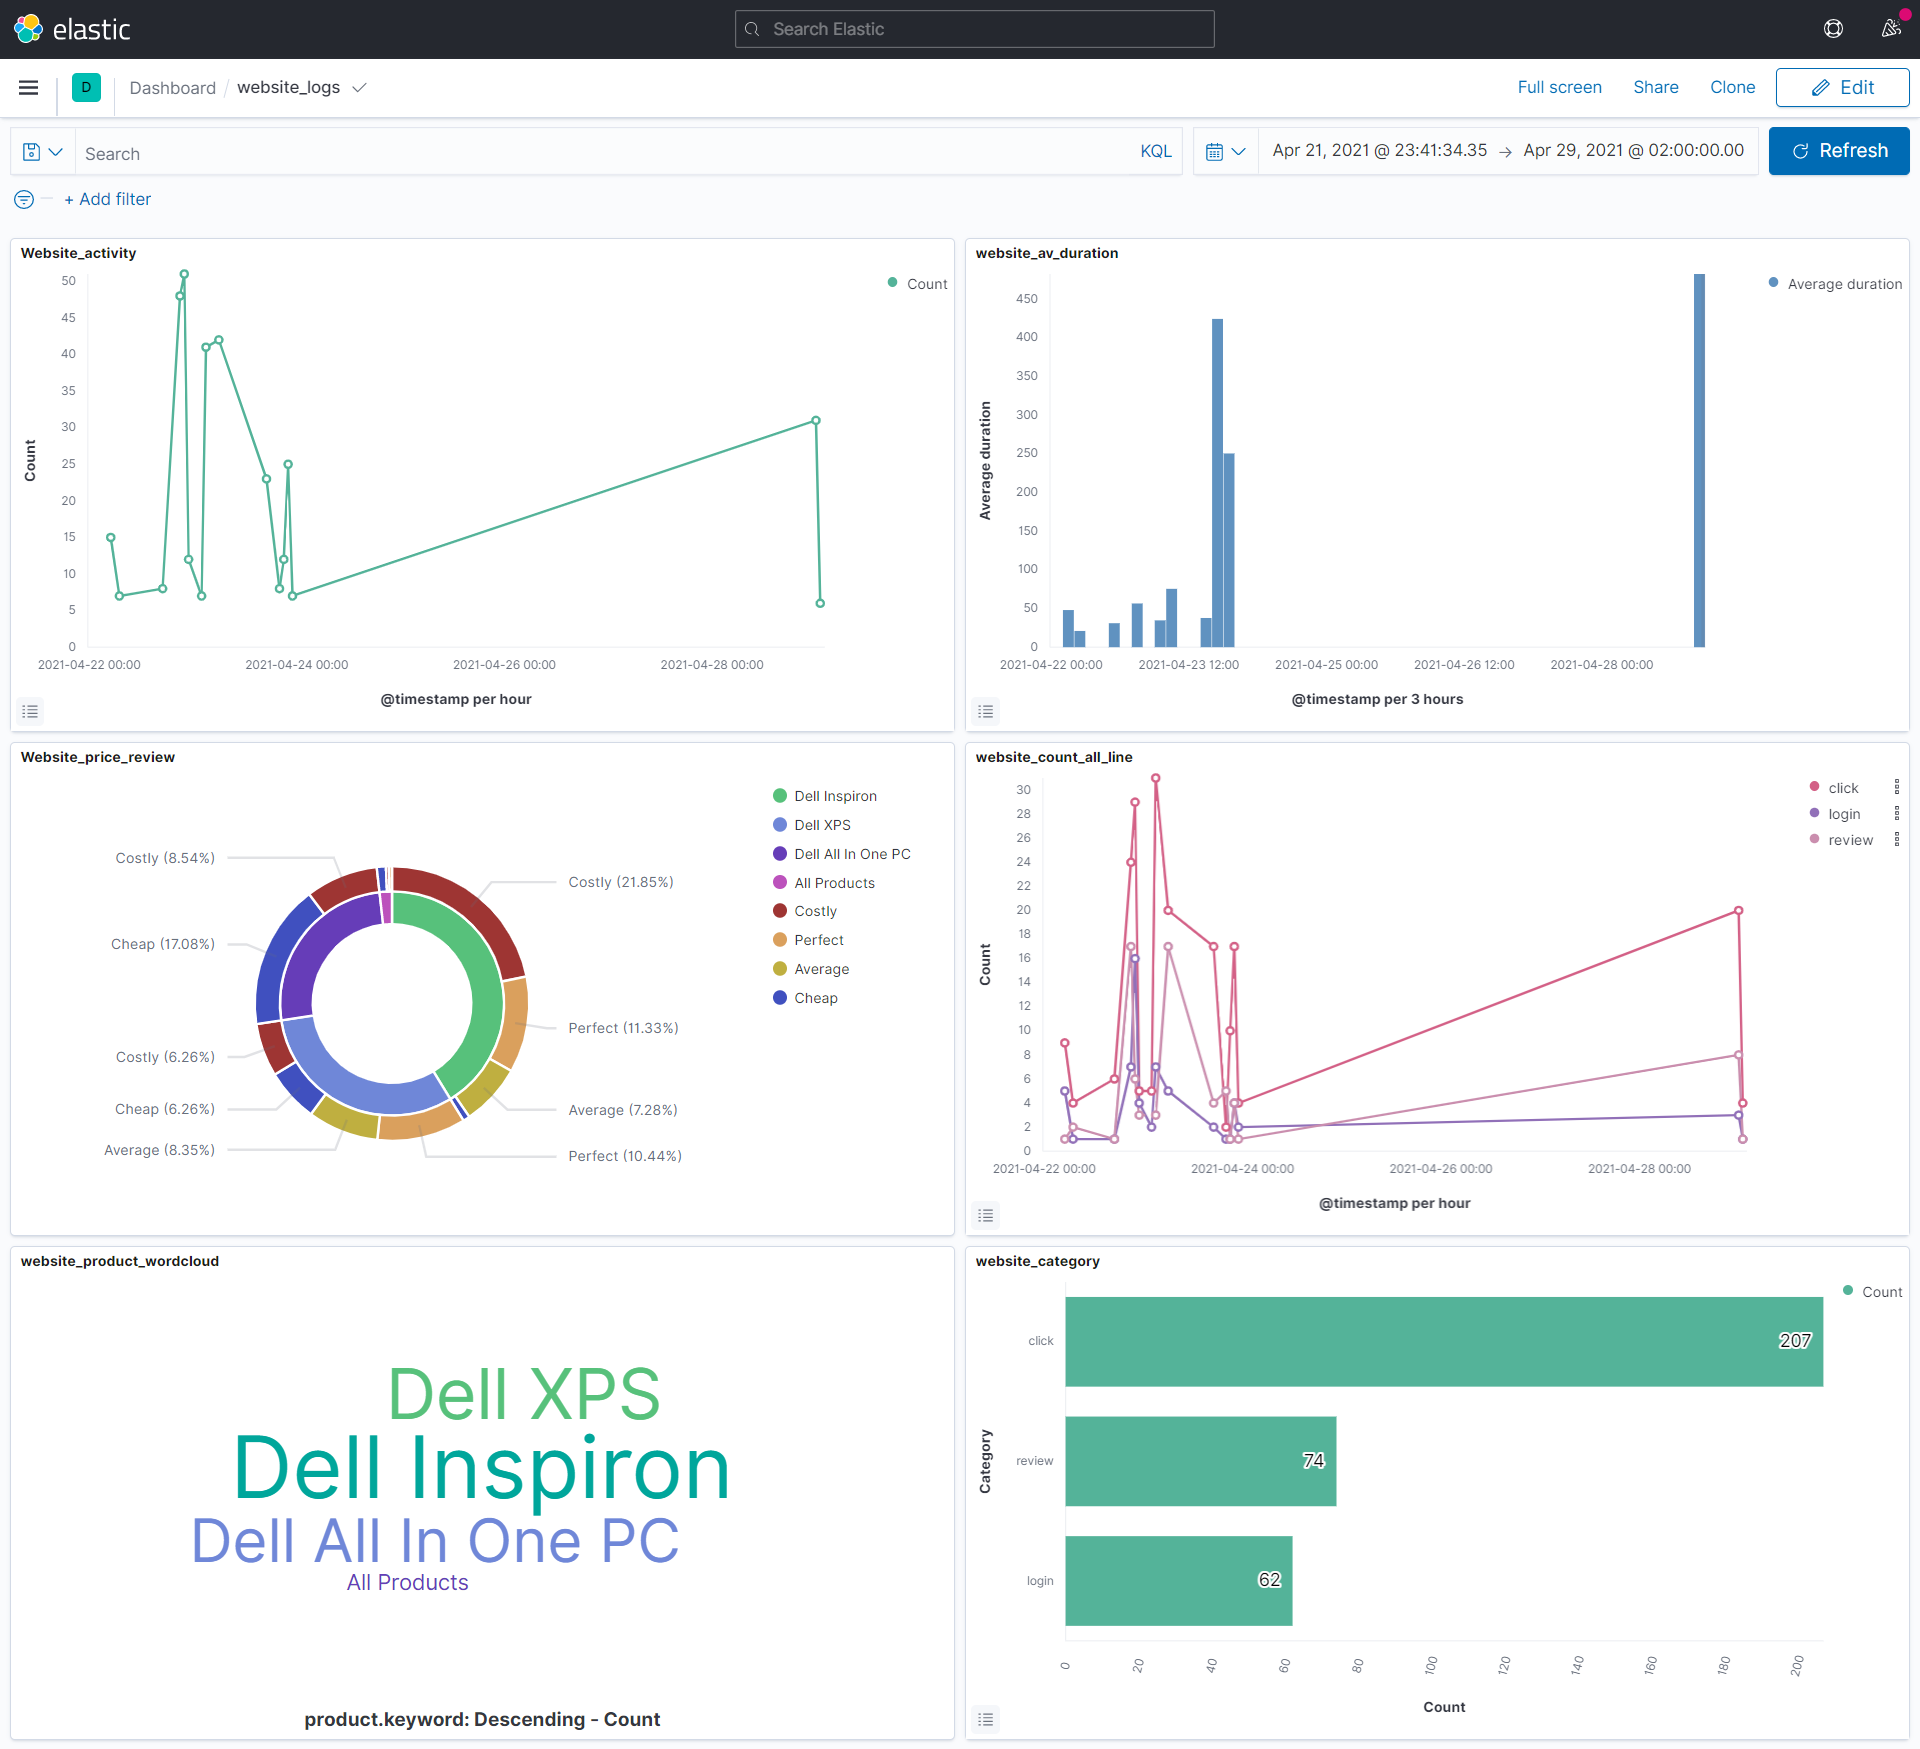 elastic
Search Elastic
D
Dashboard / website_logs
Full screen
Share
Clone
Edit
Search
KQL
Apr 21, 2021 @ 23:41:34.35 → Apr 29, 2021 @ 02:00:00.00
Refresh
+ Add filter
Website_activity
Count
50
45
40
35
30
25
20
15
10
5
0
Count
2021-04-22 00:00
2021-04-24 00:00
2021-04-26 00:00
2021-04-28 00:00
@timestamp per hour
website_av_duration
Average duration
450
400
350
300
250
200
150
100
50
0
Average duration
2021-04-22 00:00
2021-04-23 12:00
2021-04-25 00:00
2021-04-26 12:00
2021-04-28 00:00
@timestamp per 3 hours
Website_price_review
Dell Inspiron
Dell XPS
Dell All In One PC
All Products
Costly
Perfect
Average
Cheap
Costly (8.54%)
Cheap (17.08%)
Costly (6.26%)
Cheap (6.26%)
Average (8.35%)
Costly (21.85%)
Perfect (11.33%)
Average (7.28%)
Perfect (10.44%)
website_count_all_line
click
login
review
30
28
26
24
22
20
18
16
14
12
10
8
6
4
2
0
Count
2021-04-22 00:00
2021-04-24 00:00
2021-04-26 00:00
2021-04-28 00:00
@timestamp per hour
website_product_wordcloud
Dell XPS
Dell Inspiron
Dell All In One PC
All Products
product.keyword: Descending - Count
website_category
Count
click
207
review
74
login
62
Category
0
20
40
60
80
100
120
140
160
180
200
Count